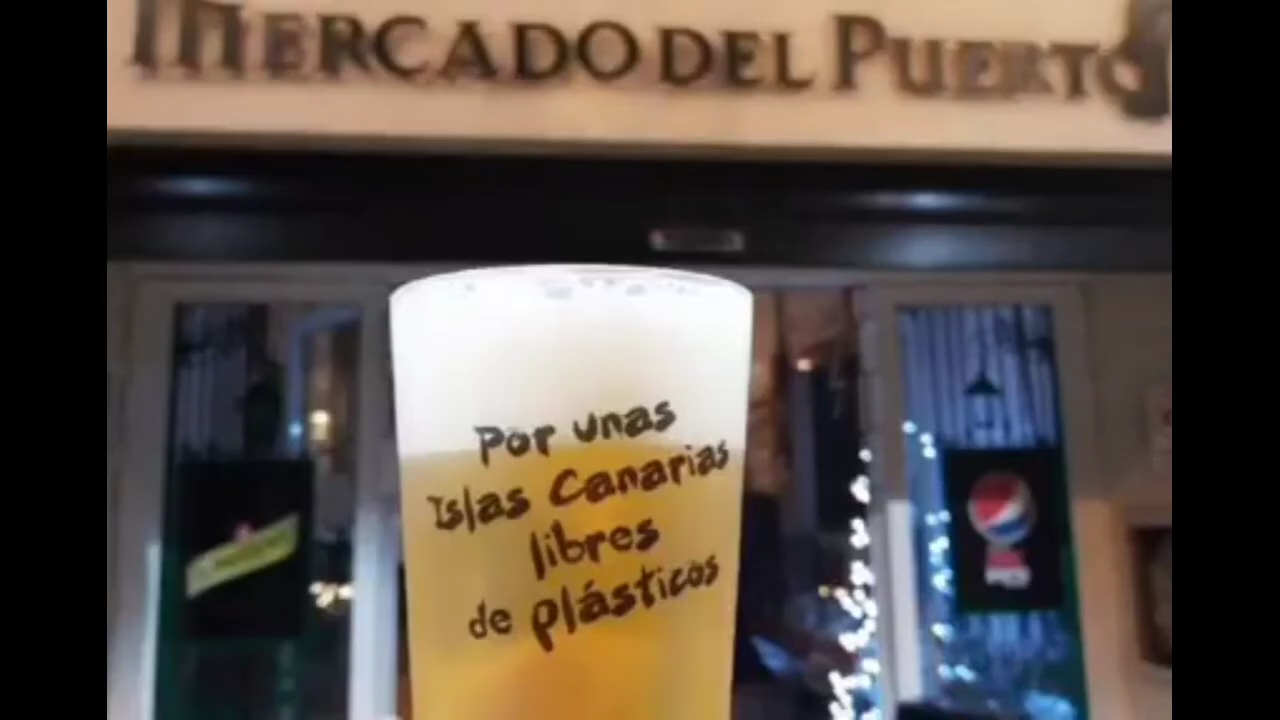 MERCADO DEL PUERTO
Por unas
Islas Canarias
libres
de plásticos